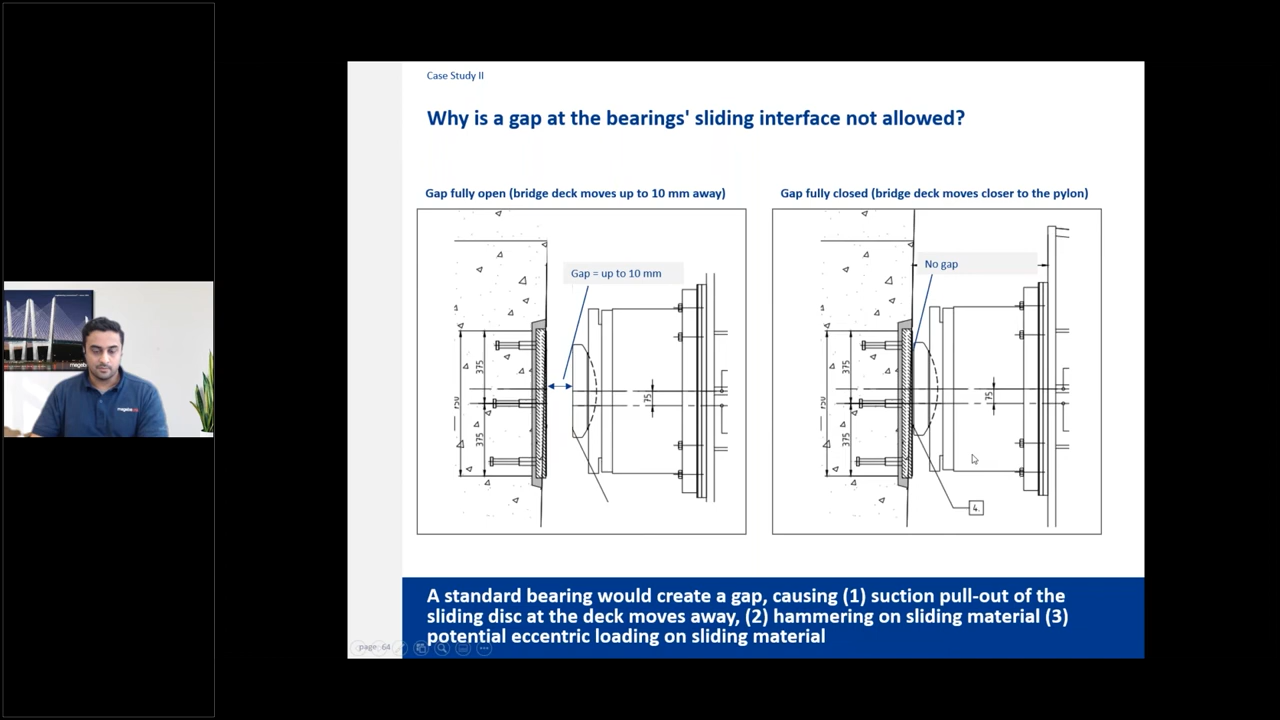 Case Study II
Why is a gap at the bearings' sliding interface not allowed?
Gap fully open (bridge deck moves up to 10 mm away)
Gap fully closed (bridge deck moves closer to the pylon)
Gap = up to 10 mm
No gap
375
375
75
375
375
75
4.
A standard bearing would create a gap, causing (1) suction pull-out of the
sliding disc at the deck moves away, (2) hammering on sliding material (3)
potential eccentric loading on sliding material
page 64